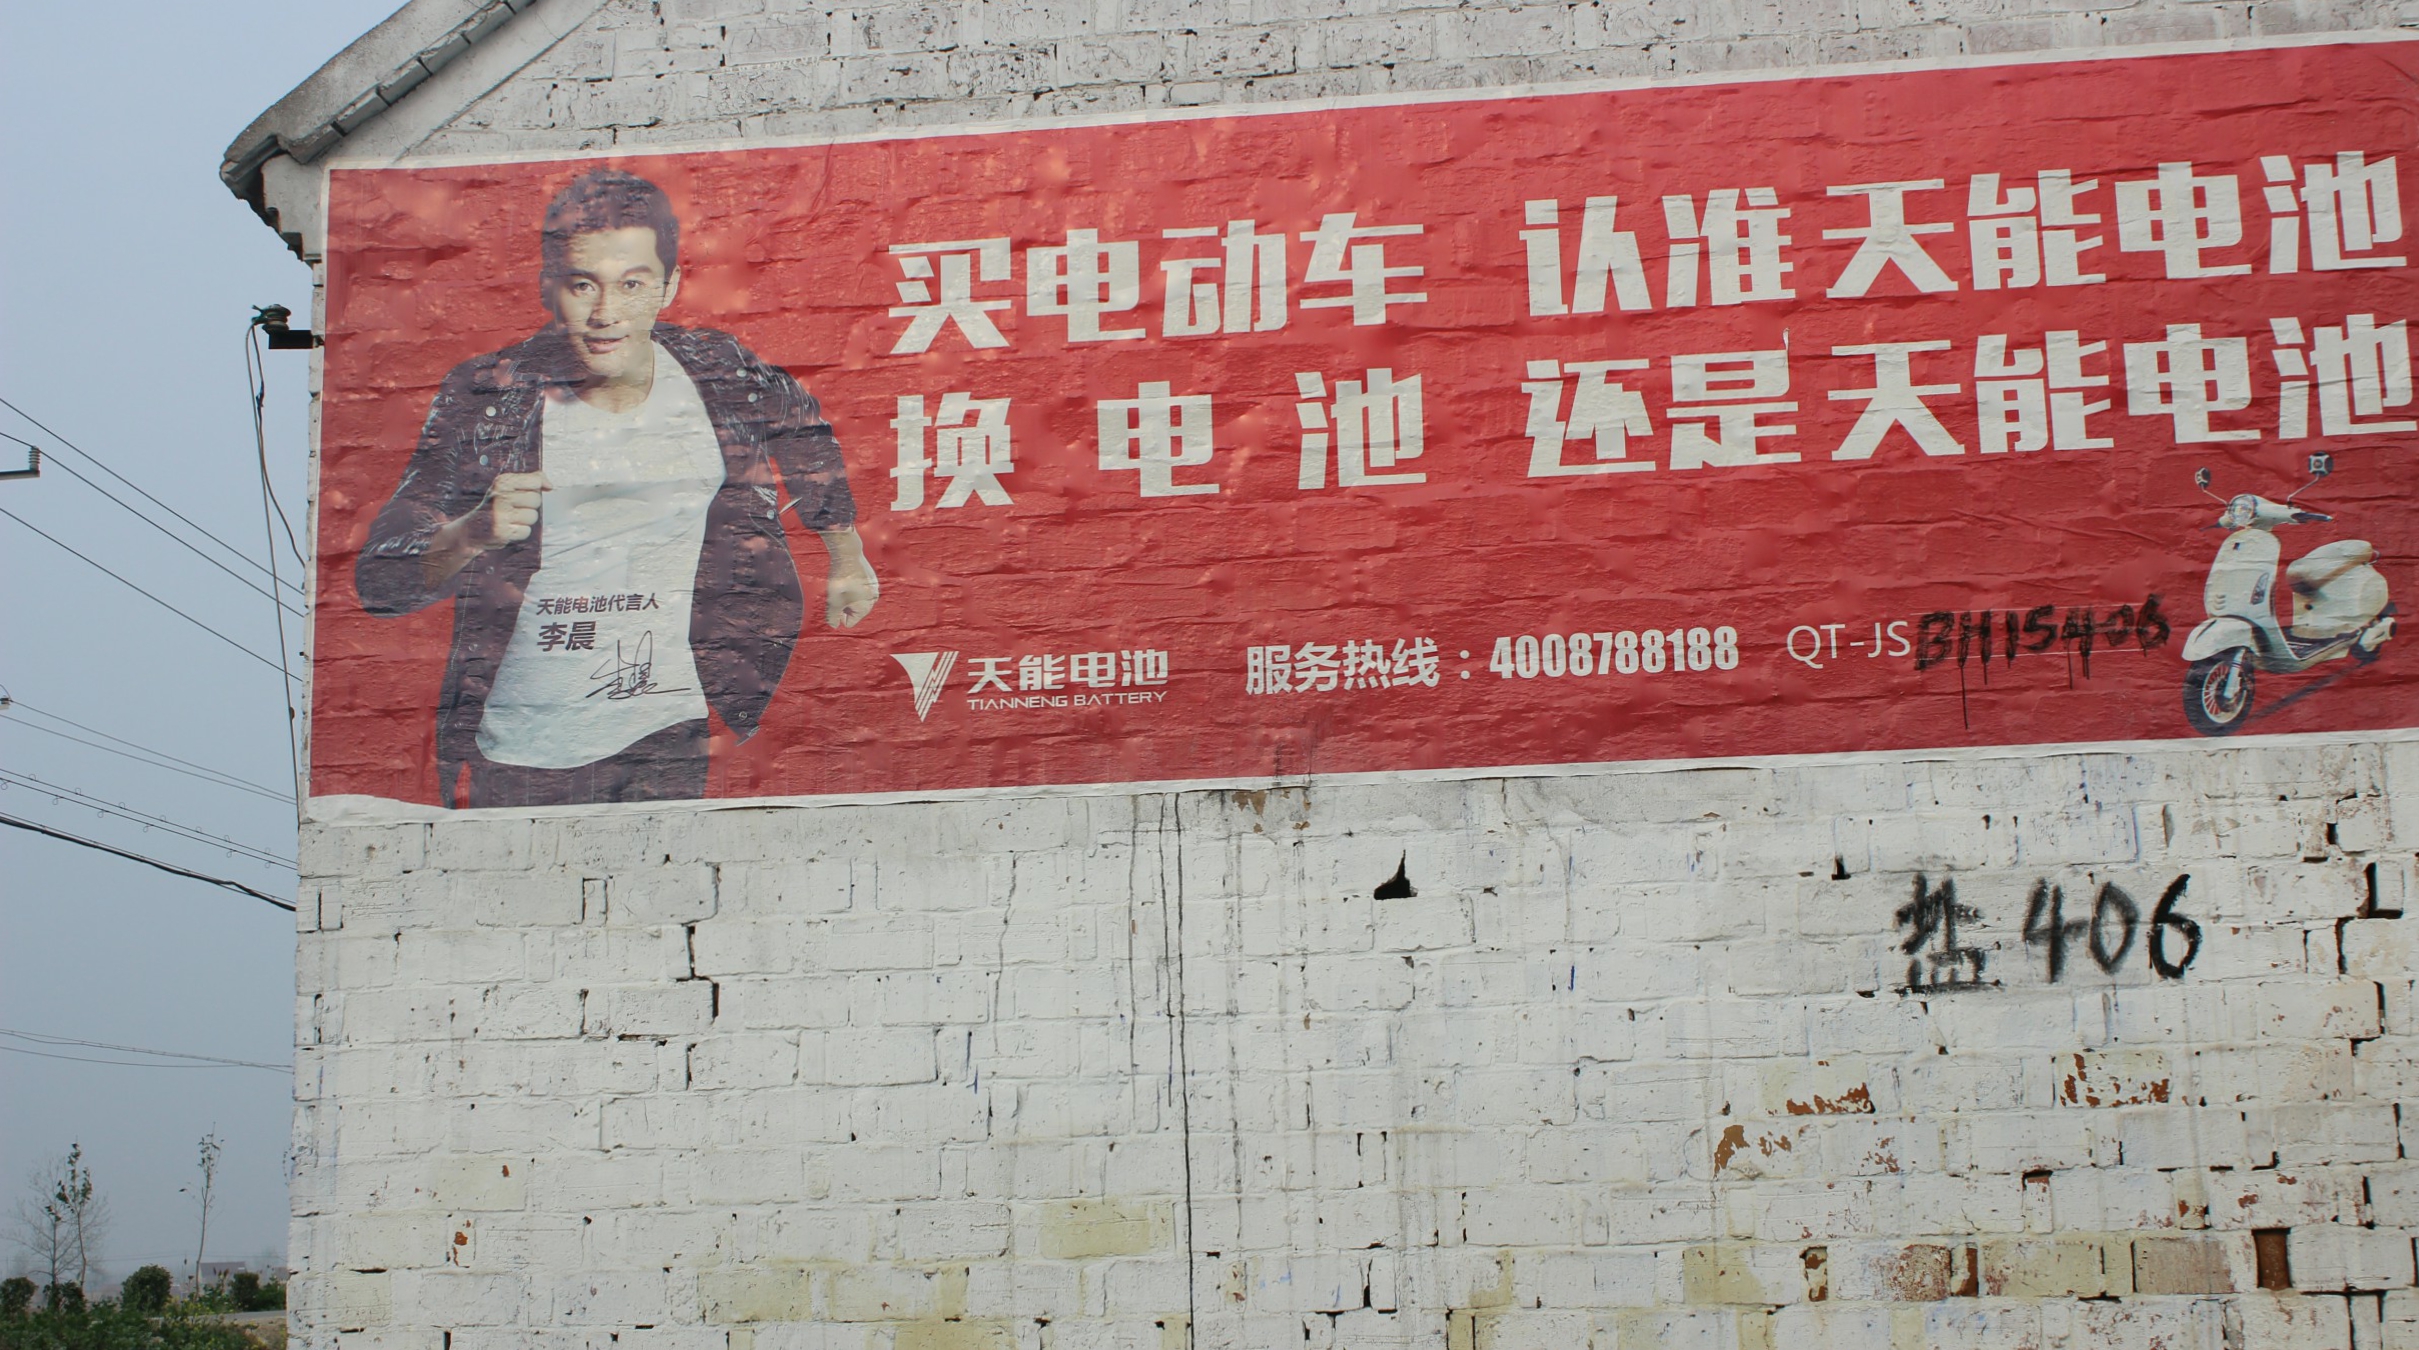 买电动车 认准天能电池
换电池 还是天能电池
天能电池代言人
李晨
天能电池
TIANNENG BATTERY
服务热线：4008788188
QT-JSBH15406
盐406